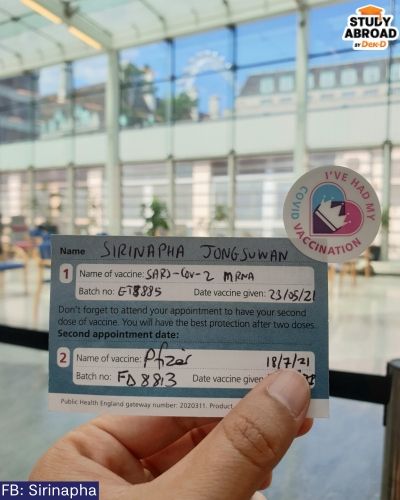 STUDY
ABROAD
BY DEK-D
I'VE HAD MY
COVID VACCINATION
Name SIRINAPHA JONGSUWAN
1 Name of vaccine: SARS-Cov-2 MRNA
Batch no: Date vaccine given: 23/05/21
Don't forget to attend your appointment to have your second
dose of vaccine. You will have the best protection after two doses.
Second appointment date:
2 Name of vaccine: Pfizer 18/7/21
Batch no: FD8813 Date vaccine given
Public Health England gateway number: 2020311. Product
FB: Sirinapha